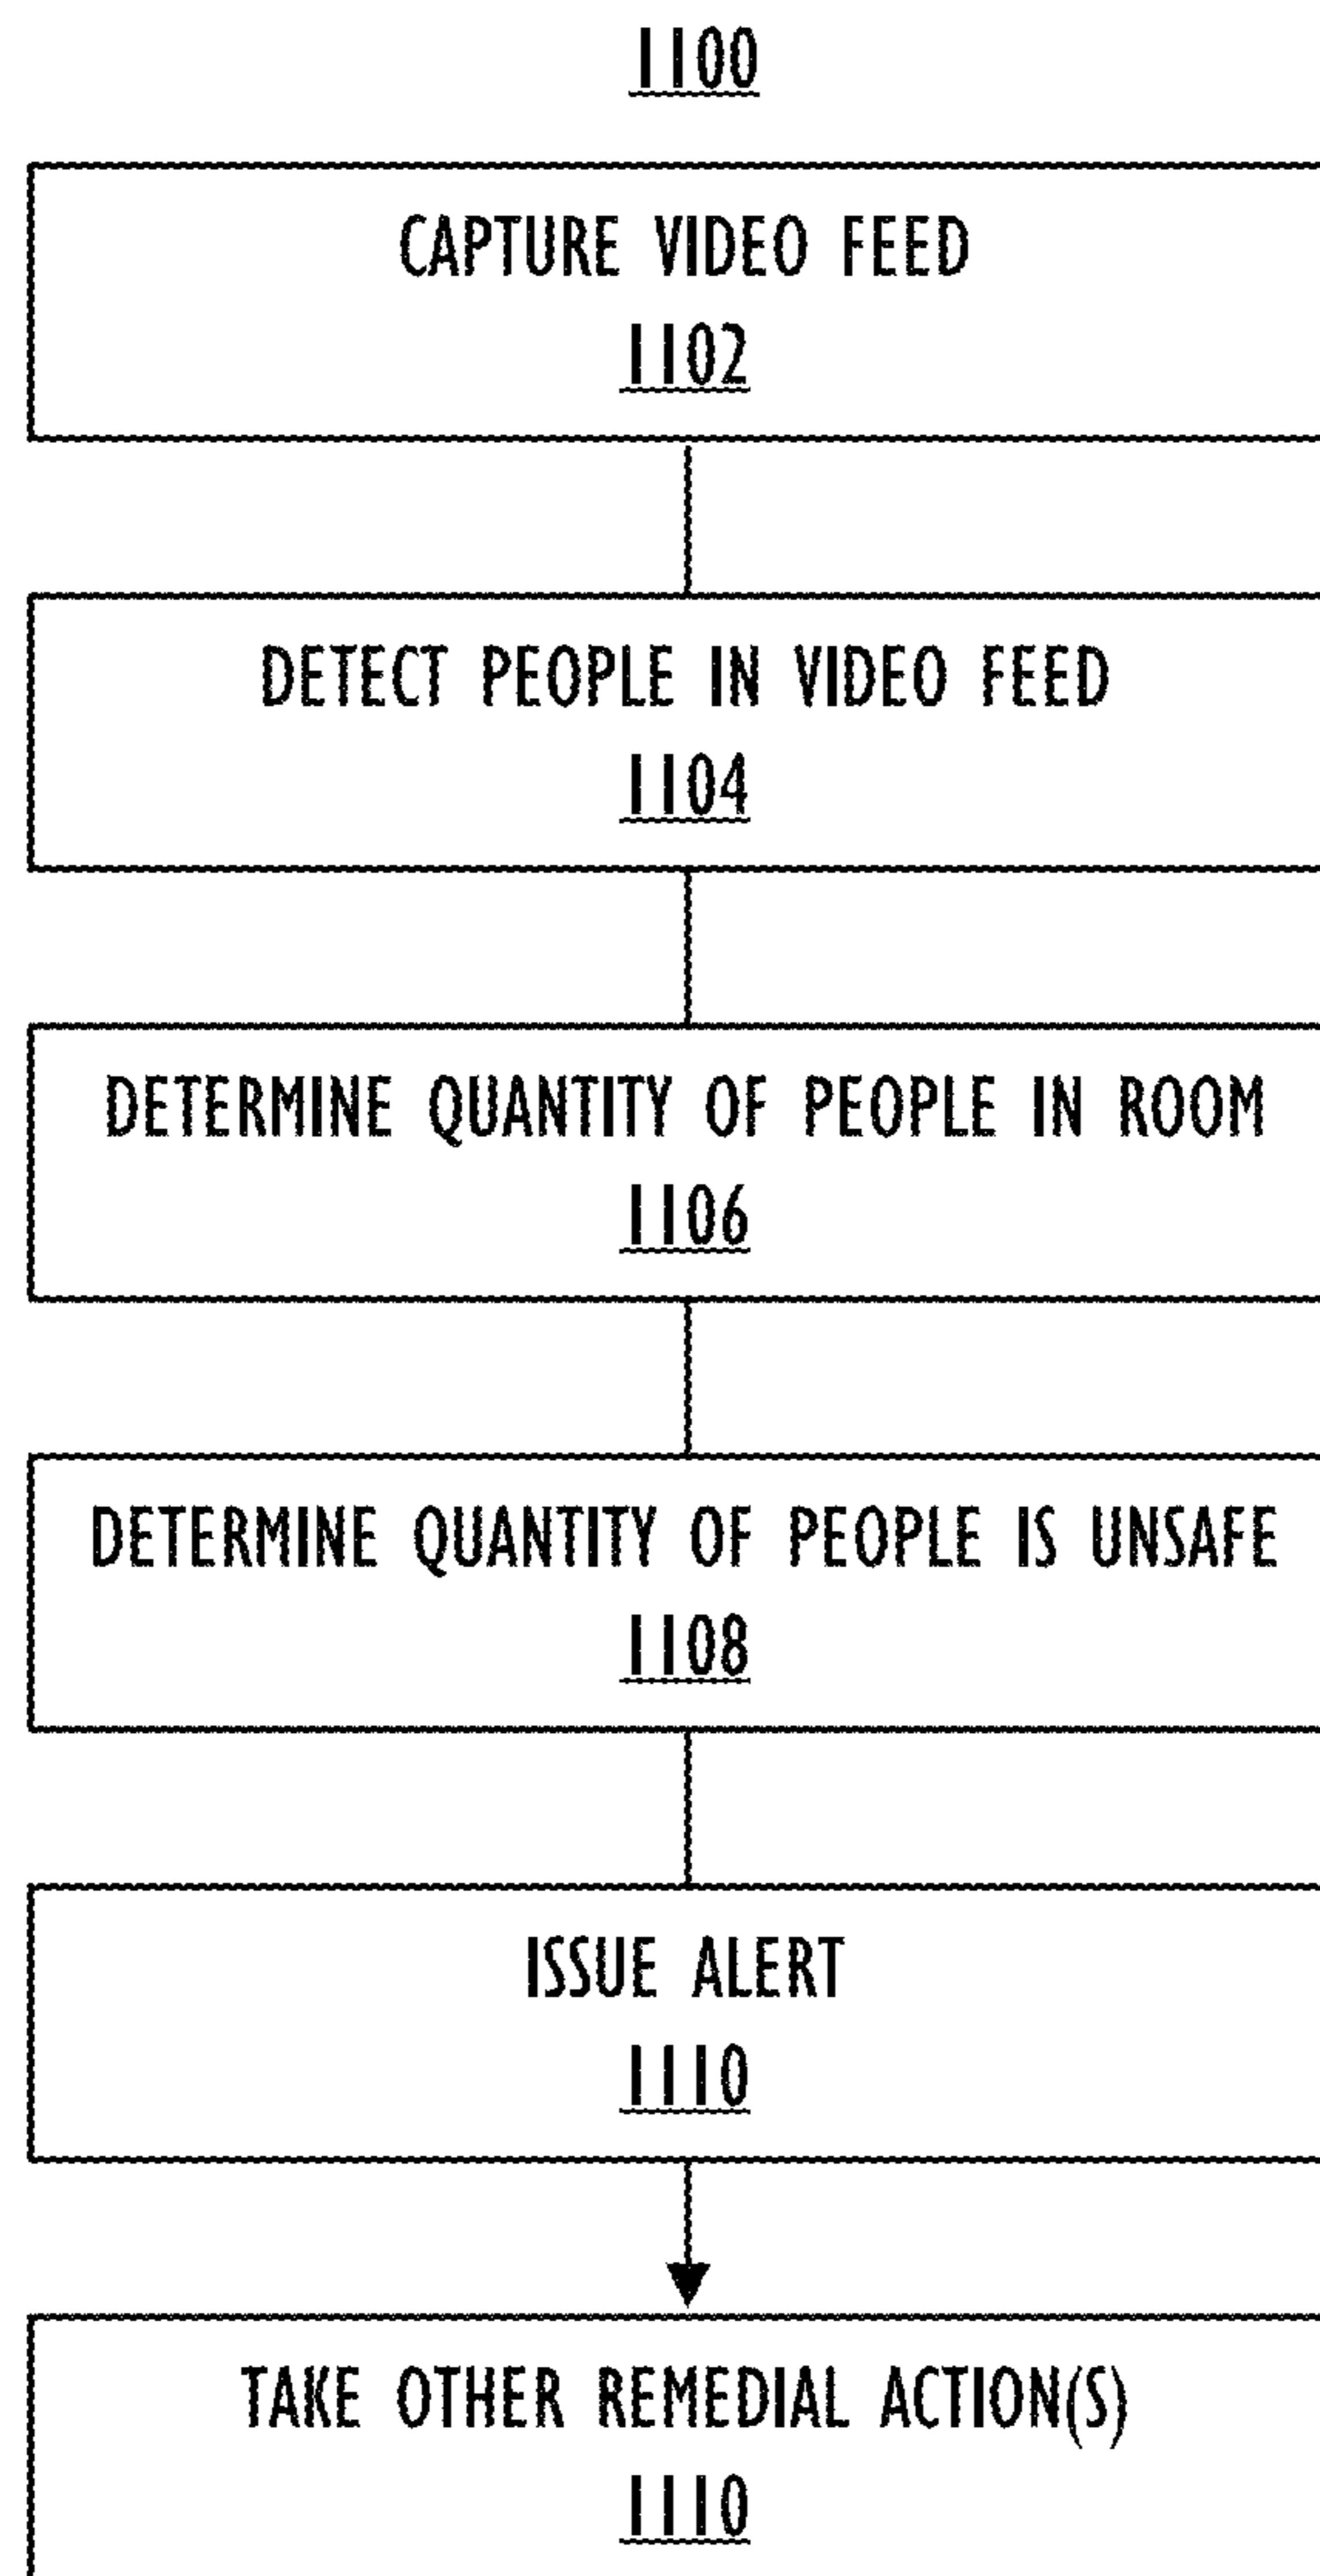 1100
CAPTURE VIDEO FEED
1102
DETECT PEOPLE IN VIDEO FEED
1104
DETERMINE QUANTITY OF PEOPLE IN ROOM
1106
DETERMINE QUANTITY OF PEOPLE IS UNSAFE
1108
ISSUE ALERT
1110
TAKE OTHER REMEDIAL ACTION(S)
1110